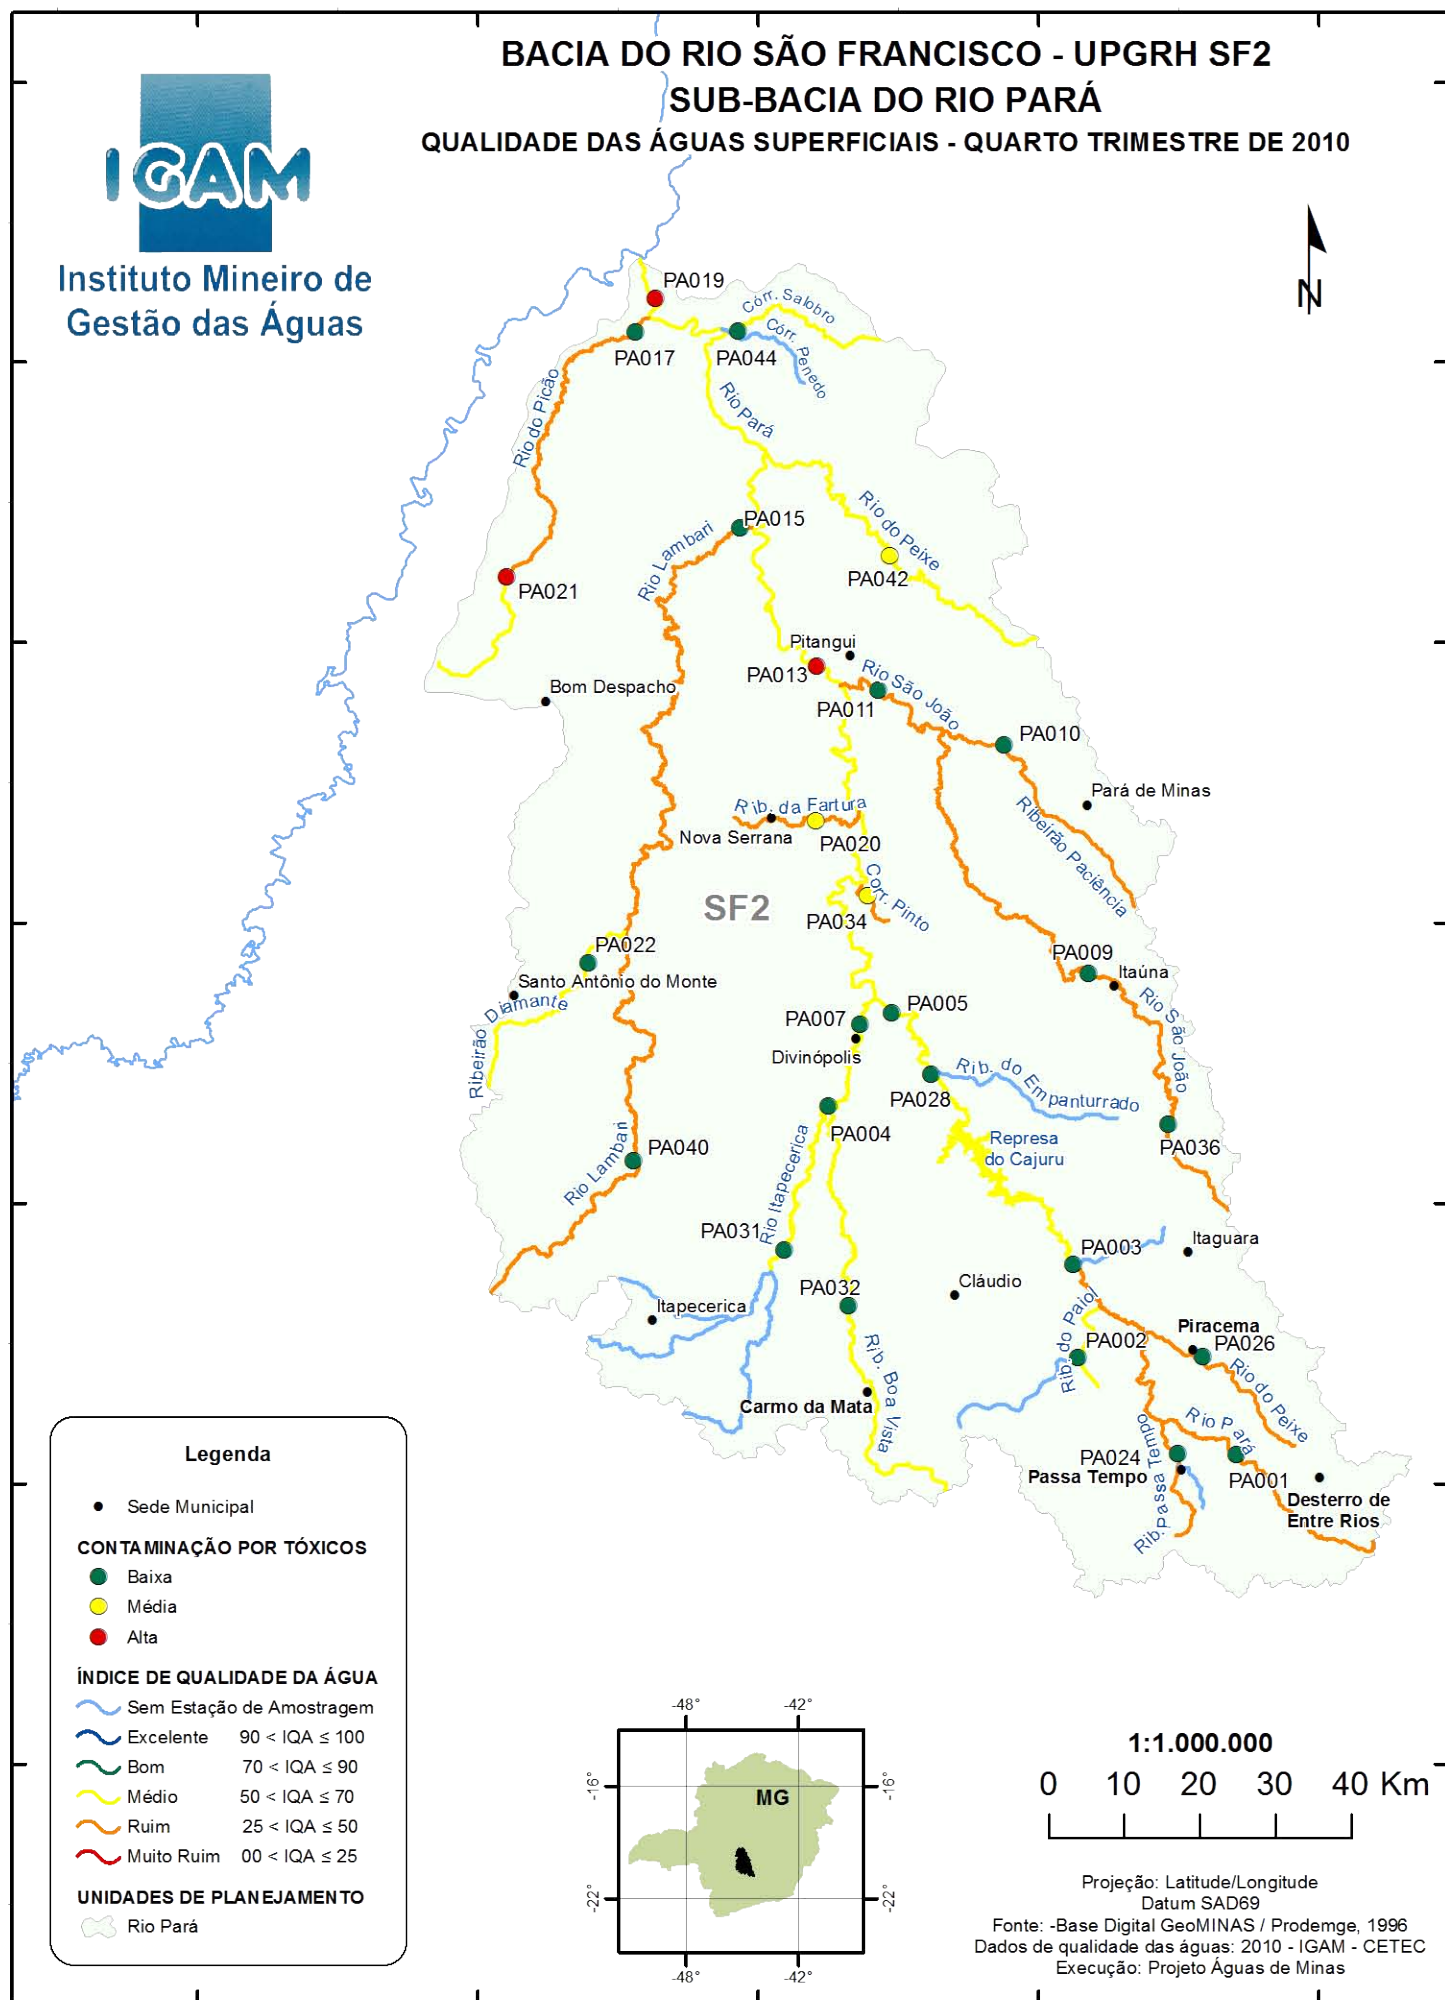 BACIA DO RIO SÃO FRANCISCO - UPGRH SF2
SUB-BACIA DO RIO PARÁ
QUALIDADE DAS ÁGUAS SUPERFICIAIS - QUARTO TRIMESTRE DE 2010
IGAM
Instituto Mineiro de
Gestão das Águas
N
PA019
Córr. Salobro
Córr. Penedo
PA017
PA044
Rio do Picão
Rio Pará
PA015
Rio Lambari
Rio do Peixe
PA042
PA021
Pitangui
PA013
Rio São João
Bom Despacho
PA011
PA010
Pará de Minas
Rib. da Fartura
Nova Serrana
PA020
Ribeirão Paciência
Corr. Pinto
SF2
PA034
PA022
PA009
Itaúna
Santo Antônio do Monte
Ribeirão Diamante
PA005
PA007
Rio São João
Divinópolis
Rib. do Empanturrado
PA028
PA004
Represa
do Cajuru
PA036
PA040
Rio Lambari
Rio Itapecerica
PA031
PA003
Itaguara
PA032
Cláudio
Itapecerica
Rib. do Paiol
Piracema
PA002
PA026
Rio do Peixe
Rib. Boa Vista
Carmo da Mata
Rio Pará
PA024
Passa Tempo
Rib. Passa Tempo
PA001
Desterro de
Entre Rios
Legenda
Sede Municipal
CONTAMINAÇÃO POR TÓXICOS
Baixa
Média
Alta
ÍNDICE DE QUALIDADE DA ÁGUA
Sem Estação de Amostragem
Excelente 90 < IQA ≤ 100
Bom 70 < IQA ≤ 90
Médio 50 < IQA ≤ 70
Ruim 25 < IQA ≤ 50
Muito Ruim 00 < IQA ≤ 25
UNIDADES DE PLANEJAMENTO
Rio Pará
-48° -42°
-16° -16°
MG
-22° -22°
-48° -42°
1:1.000.000
0 10 20 30 40 Km
Projeção: Latitude/Longitude
Datum SAD69
Fonte: -Base Digital GeoMINAS / Prodemge, 1996
Dados de qualidade das águas: 2010 - IGAM - CETEC
Execução: Projeto Águas de Minas